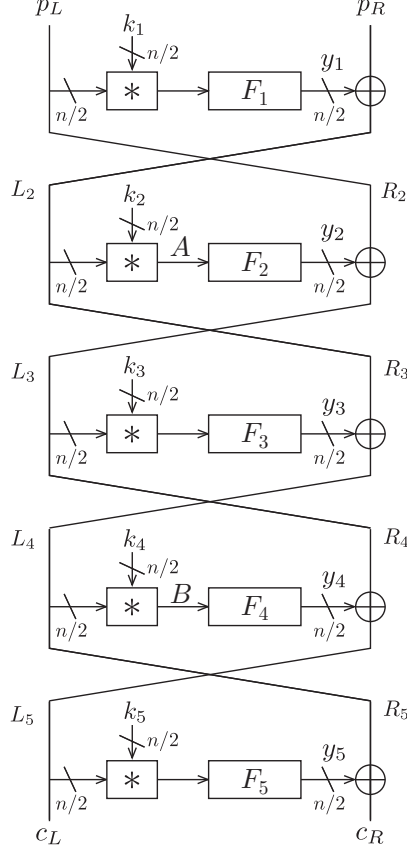 p_L p_R
k_1
n/2
y_1
* F_1
n/2 n/2
L_2 R_2
k_2
n/2
A
y_2
* F_2
n/2 n/2
L_3 R_3
k_3
n/2
y_3
* F_3
n/2 n/2
L_4 R_4
k_4
n/2
B
y_4
* F_4
n/2 n/2
L_5 R_5
k_5
n/2
y_5
* F_5
n/2 n/2
c_L c_R